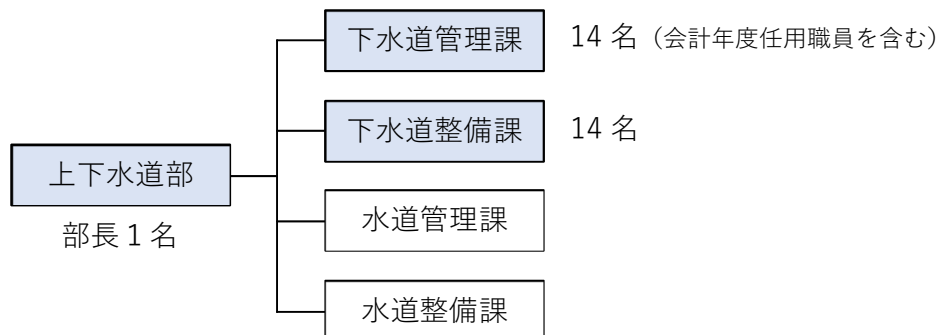 下水道管理課 14 名（会計年度任用職員を含む）
下水道整備課 14 名
上下水道部
部長 1 名
水道管理課
水道整備課